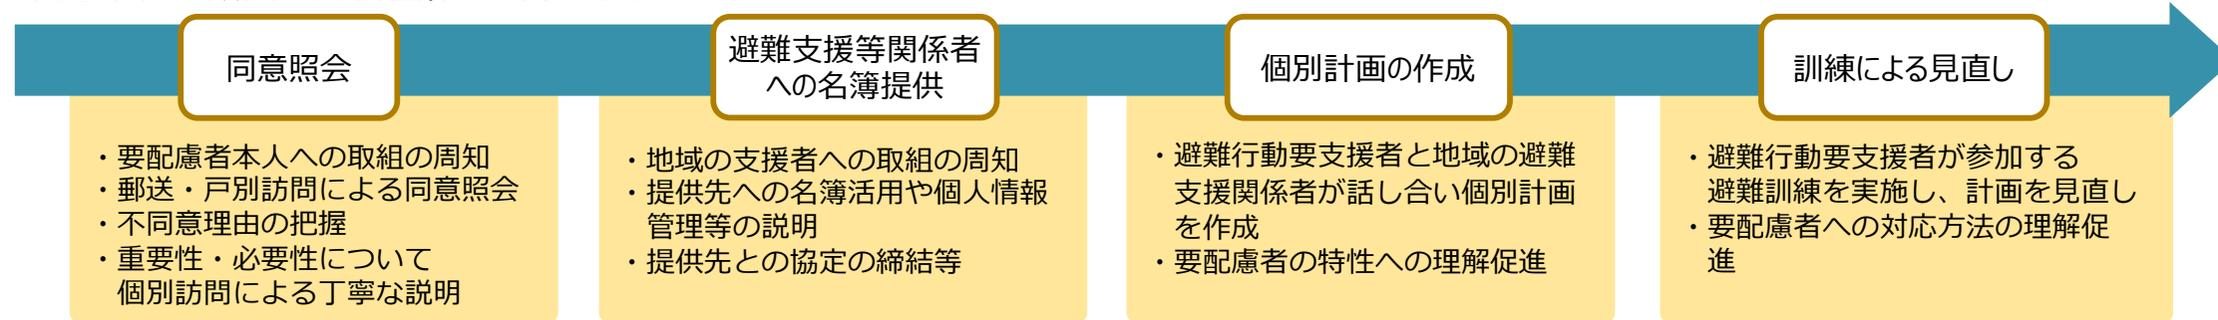 同意照会
・要配慮者本人への取組の周知
・郵送・戸別訪問による同意照会
・不同意理由の把握
・重要性・必要性について
個別訪問による丁寧な説明
避難支援等関係者
への名簿提供
・地域の支援者への取組の周知
・提供先への名簿活用や個人情報
管理等の説明
・提供先との協定の締結等
個別計画の作成
・避難行動要支援者と地域の避難
支援関係者が話し合い個別計画
を作成
・要配慮者の特性への理解促進
訓練による見直し
・避難行動要支援者が参加する
避難訓練を実施し、計画を見直し
・要配慮者への対応方法の理解促
進